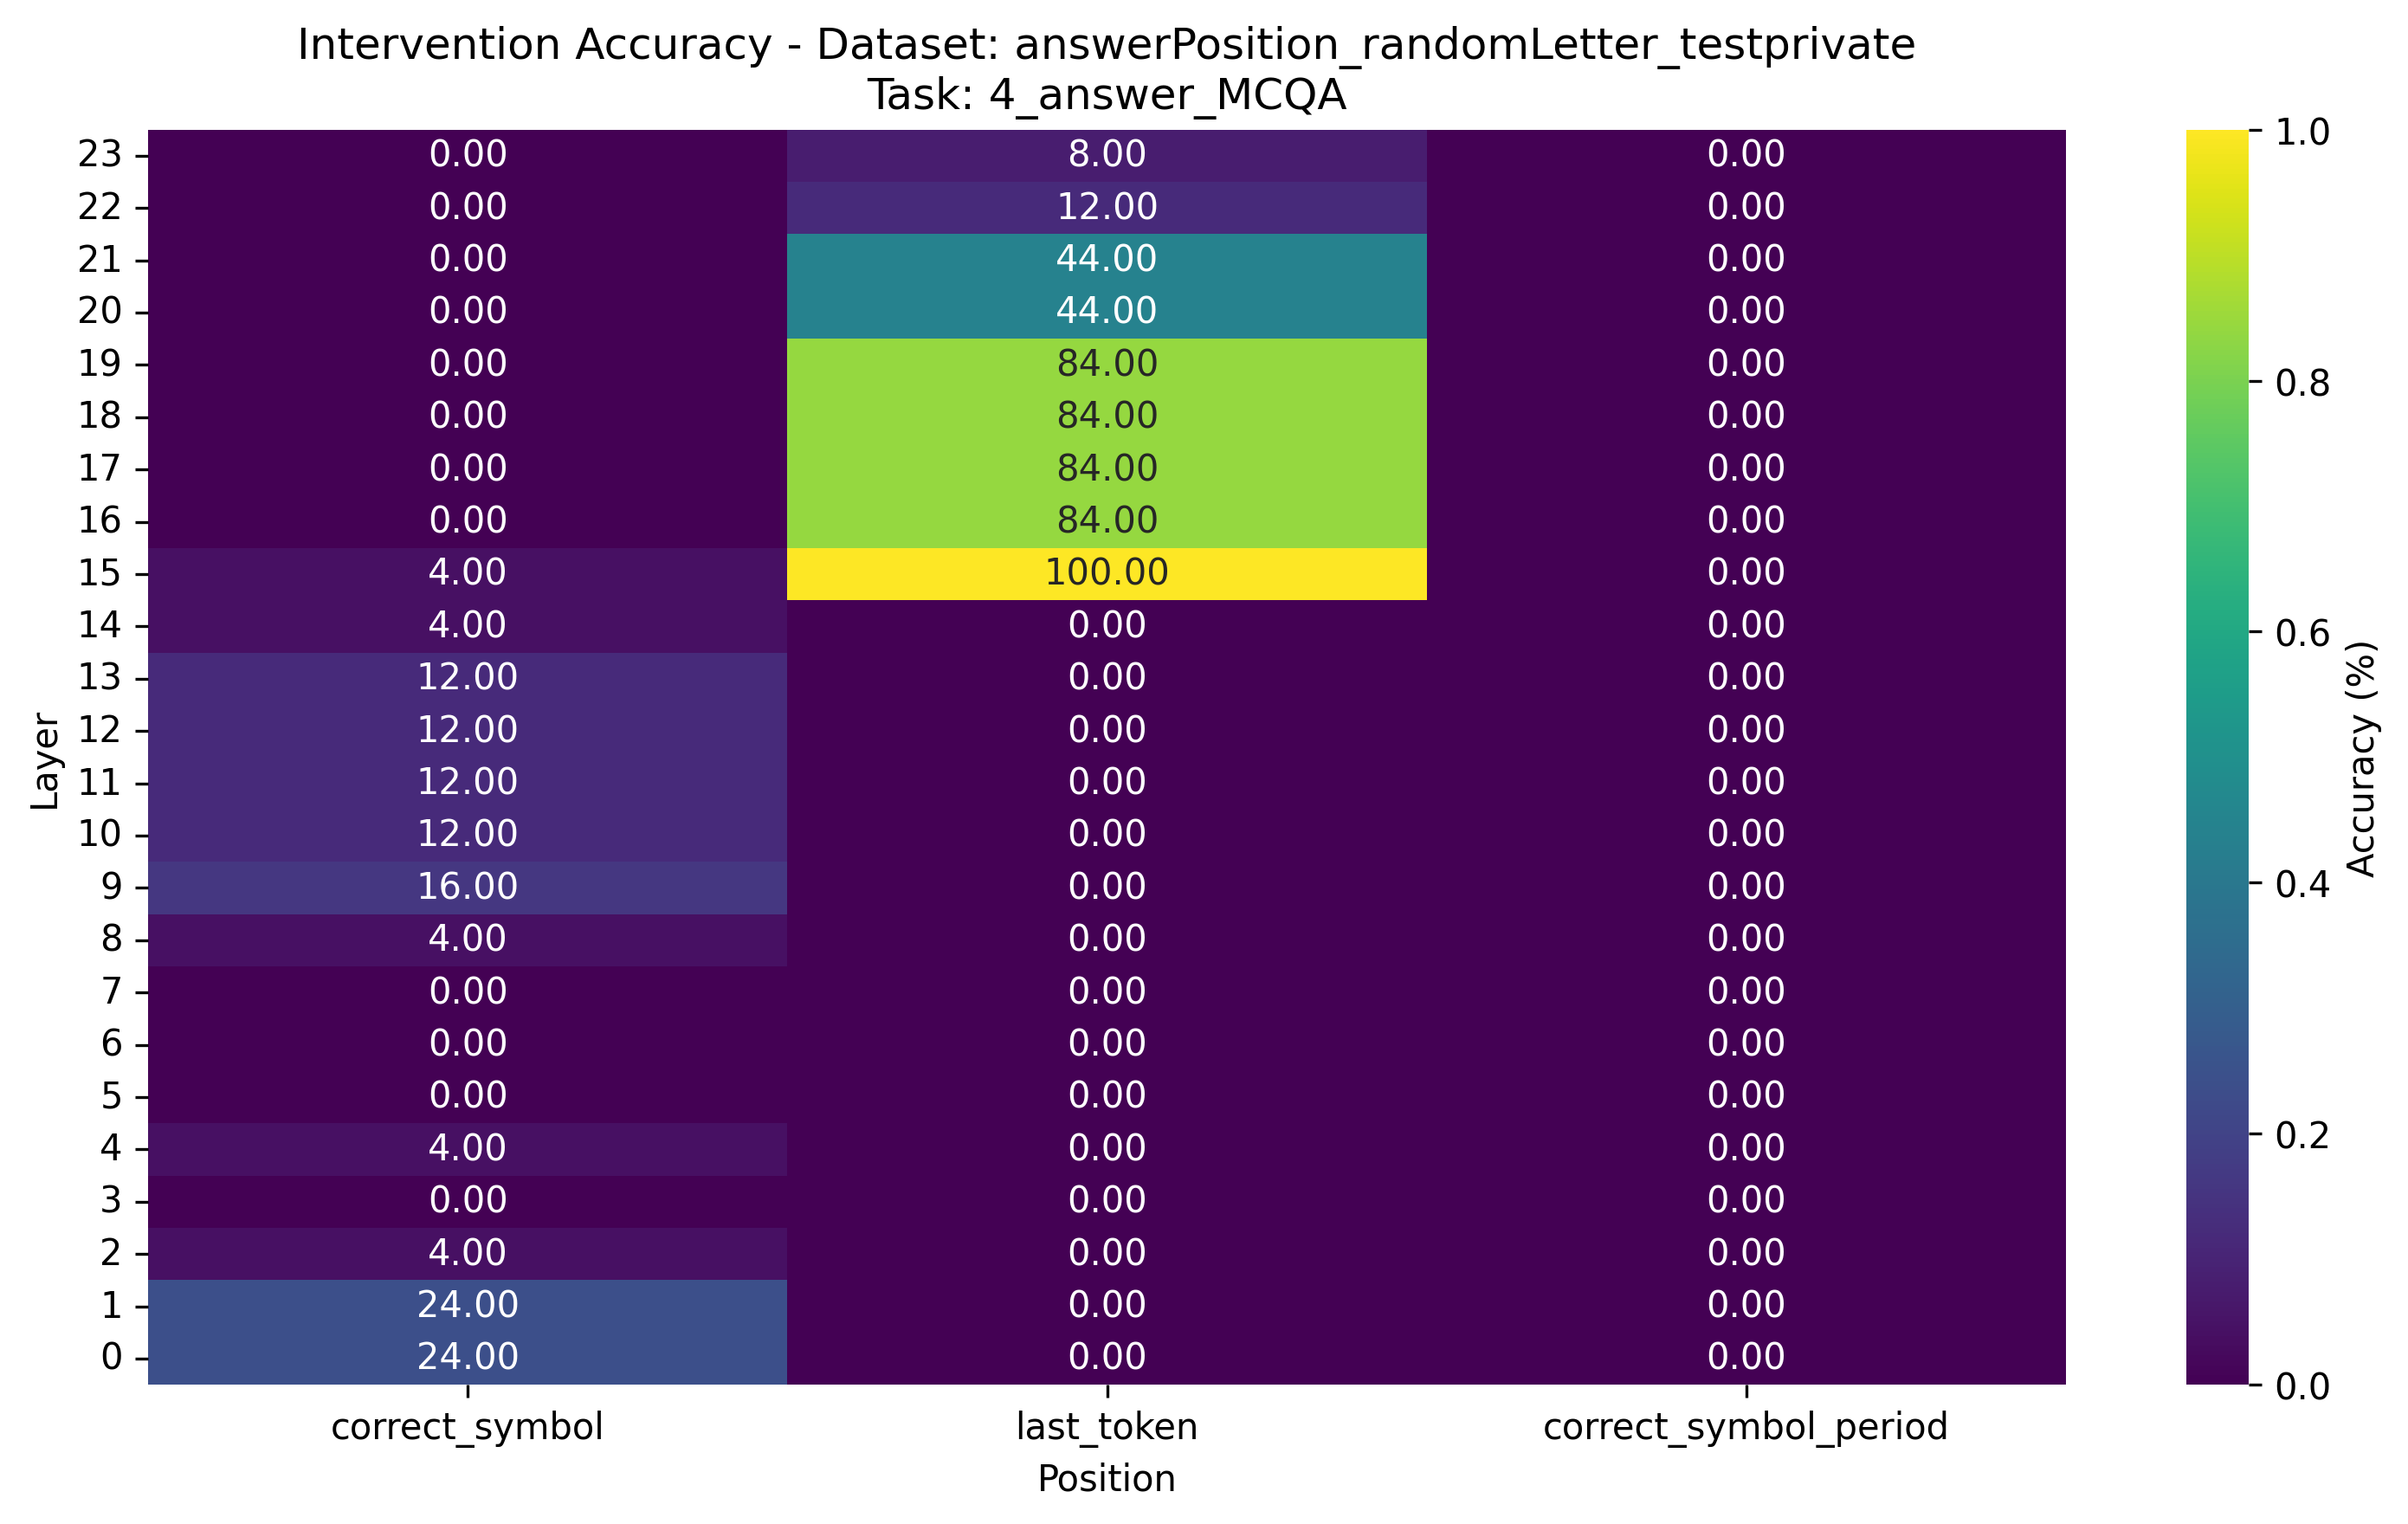 Intervention Accuracy - Dataset: answerPosition_randomLetter_testprivate
Task: 4_answer_MCQA
23 0.00 8.00 0.00
22 0.00 12.00 0.00
21 0.00 44.00 0.00
20 0.00 44.00 0.00
19 0.00 84.00 0.00
18 0.00 84.00 0.00
17 0.00 84.00 0.00
16 0.00 84.00 0.00
15 4.00 100.00 0.00
14 4.00 0.00 0.00
13 12.00 0.00 0.00
12 12.00 0.00 0.00
11 12.00 0.00 0.00
10 12.00 0.00 0.00
9 16.00 0.00 0.00
8 4.00 0.00 0.00
7 0.00 0.00 0.00
6 0.00 0.00 0.00
5 0.00 0.00 0.00
4 4.00 0.00 0.00
3 0.00 0.00 0.00
2 4.00 0.00 0.00
1 24.00 0.00 0.00
0 24.00 0.00 0.00
Layer
correct_symbol last_token correct_symbol_period
Position
1.0
0.8
0.6
0.4
0.2
0.0
Accuracy (%)